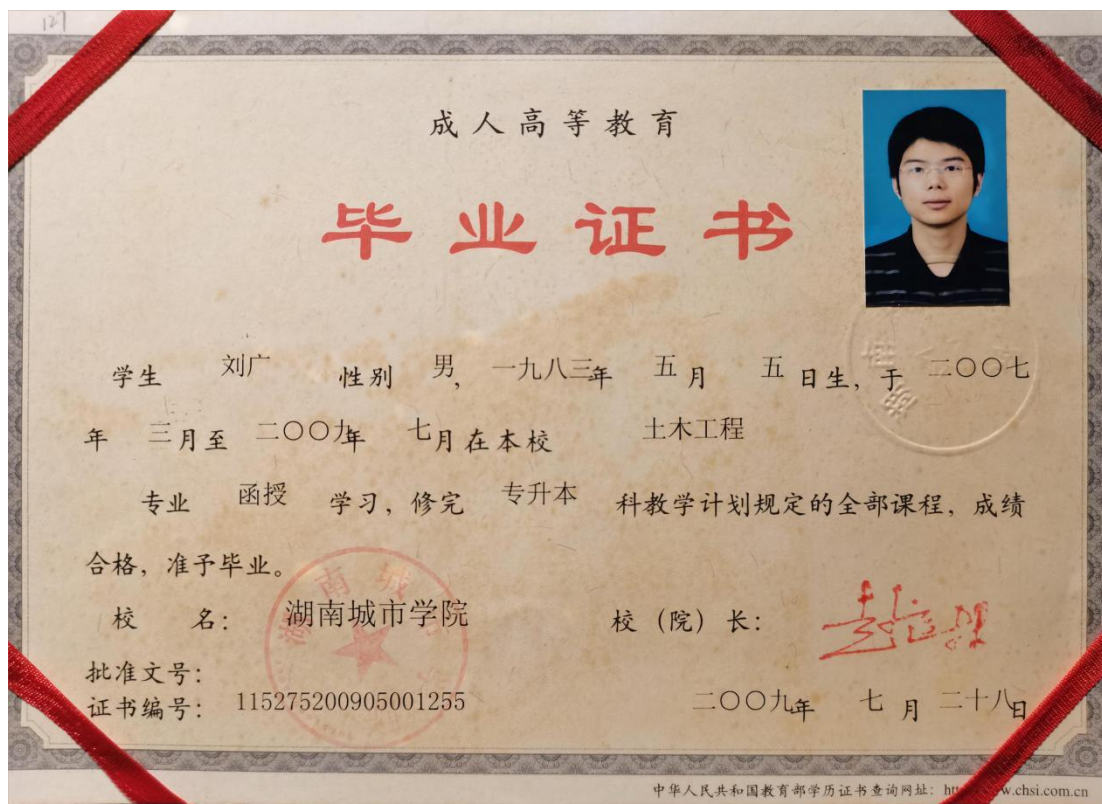 127
成人高等教育
毕业证书
学生 刘广 性别 男, 一九八三年 五月 五日生, 于 二〇〇七
年 三月至 二〇〇九年 七月在本校 土木工程
专业 函授 学习, 修完 专升本 科教学计划规定的全部课程, 成绩
合格, 准予毕业。
校 名: 湖南城市学院 校(院)长:
批准文号:
证书编号: 115275200905001255 二〇〇九年 七月 二十八日
中华人民共和国教育部学历证书查询网址: w.chsi.com.cn